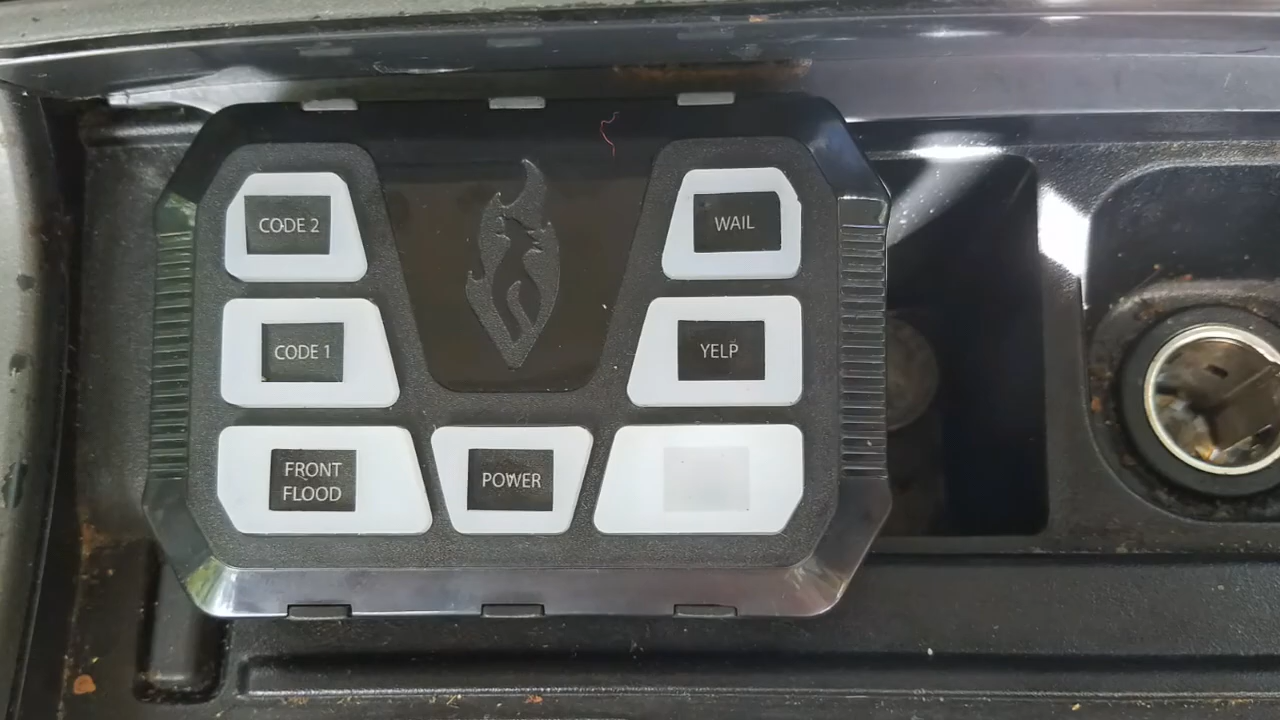 CODE 2
WAIL
CODE 1
YELP
FRONT
FLOOD
POWER